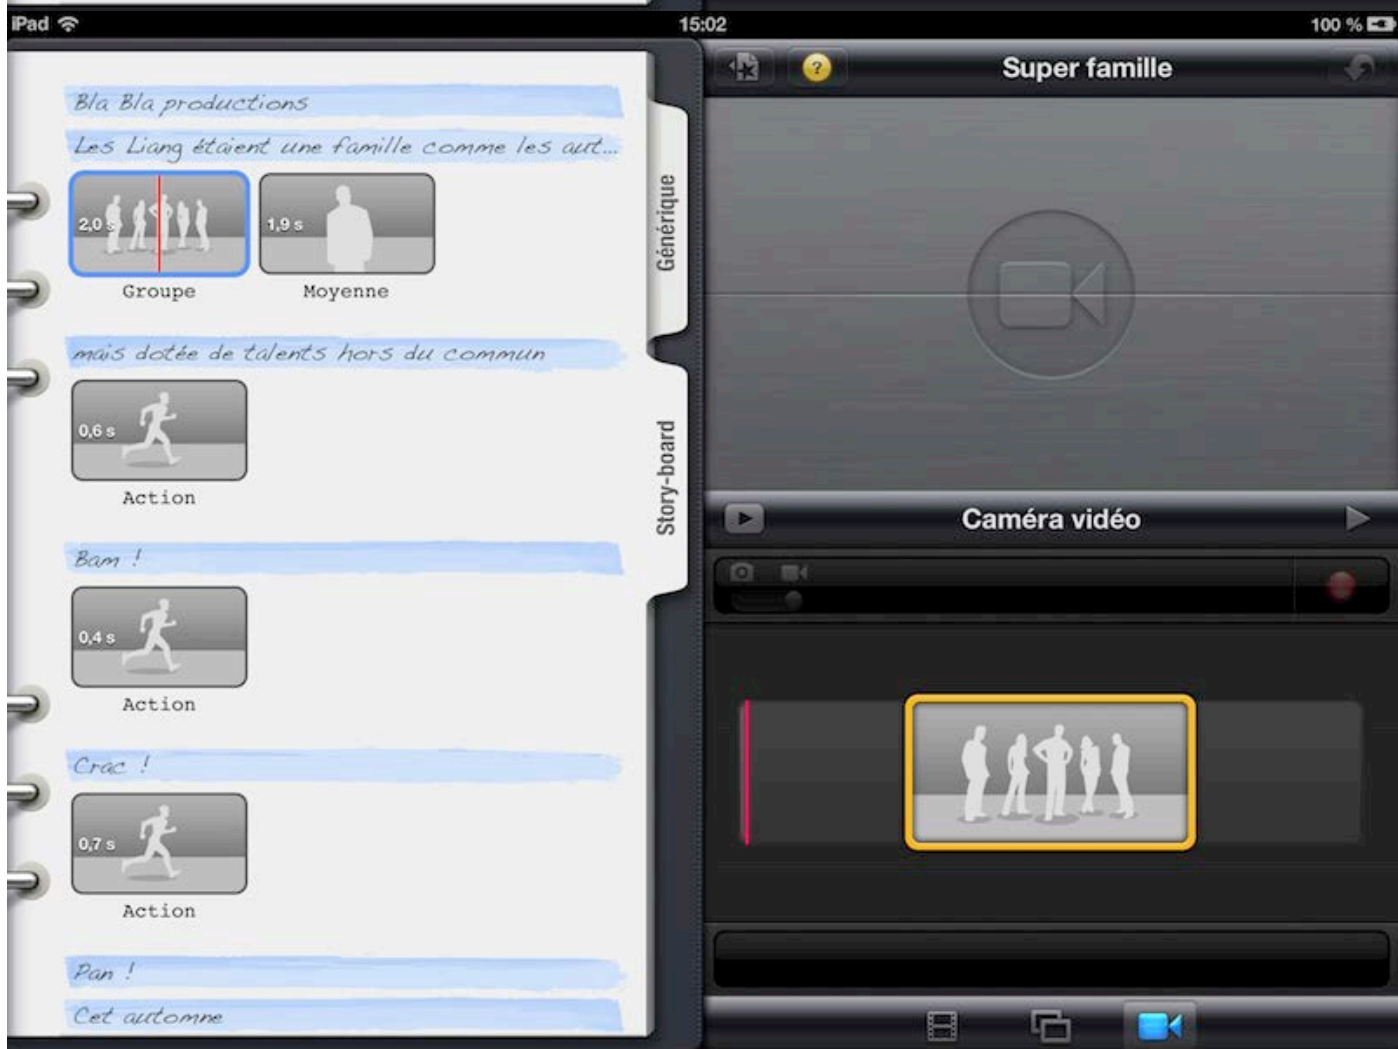 iPad 15:02 100 %
Bla Bla productions
Les Liang étaient une famille comme les aut...
2,0 s 1,9 s
Groupe Moyenne
mais dotée de talents hors du commun
0,6 s
Action
Bam !
0,4 s
Action
Crac !
0,7 s
Action
Pan !
Cet automne
Générique
Story-board
?
Super famille
Caméra vidéo